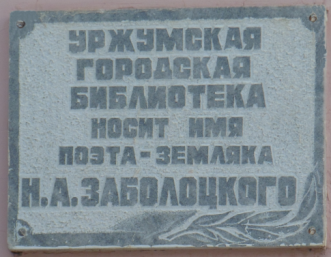 УРЖУМСКАЯ
ГОРОДСКАЯ
БИБЛИОТЕКА
НОСИТ ИМЯ
ПОЭТА-ЗЕМЛЯКА
Н.А.ЗАБОЛОЦКОГО